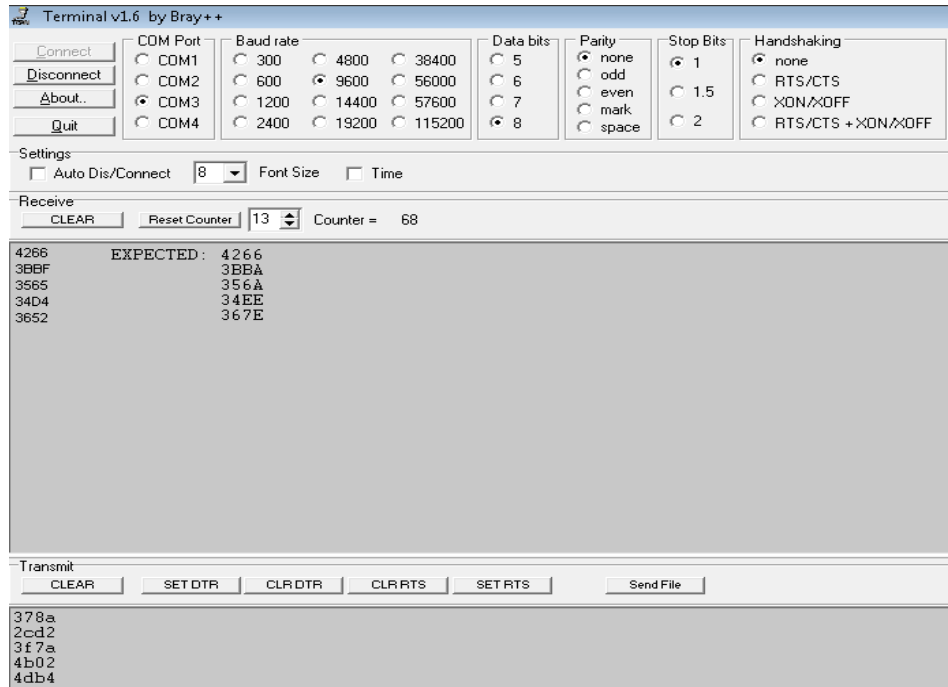 Terminal v1.6 by Bray++
Connect
Disconnect
About..
Quit
COM Port
COM1
COM2
COM3
COM4
Baud rate
300 4800 38400
600 9600 56000
1200 14400 57600
2400 19200 115200
Data bits
5
6
7
8
Parity
none
odd
even
mark
space
Stop Bits
1
1.5
2
Handshaking
none
RTS/CTS
XON/XOFF
RTS/CTS + XON/XOFF
Settings
Auto Dis/Connect 8 Font Size Time
Receive
CLEAR Reset Counter 13 Counter = 68
4266 EXPECTED: 4266
3BBF 3BBA
3565 356A
34D4 34EE
3652 367E
Transmit
CLEAR SET DTR CLR DTR CLR RTS SET RTS Send File
378a
2cd2
3f7a
4b02
4db4